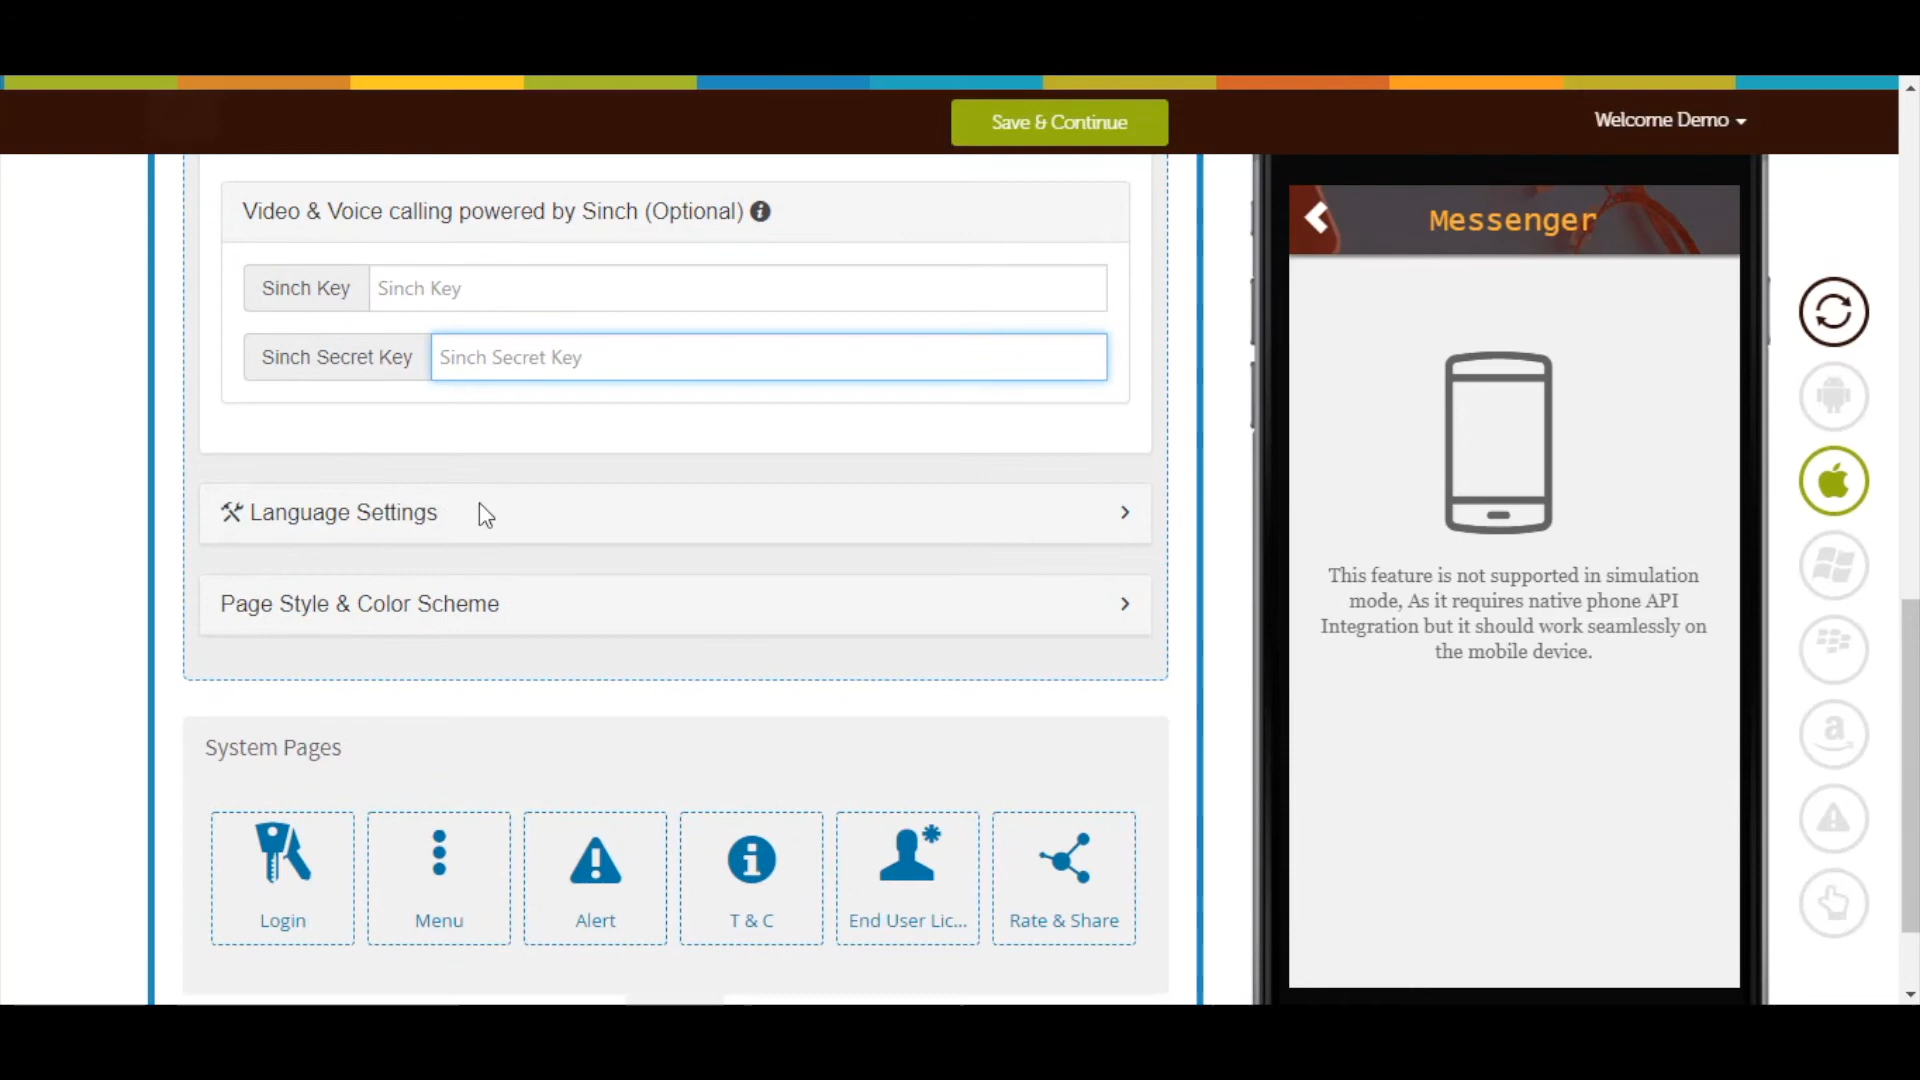 Save & Continue
Welcome Demo
Video & Voice calling powered by Sinch (Optional)
Sinch Key
Sinch Key
Sinch Secret Key
Sinch Secret Key
Language Settings
Page Style & Color Scheme
System Pages
Login
Menu
Alert
T & C
End User Lic...
Rate & Share
Messenger
This feature is not supported in simulation
mode, As it requires native phone API
Integration but it should work seamlessly on
the mobile device.